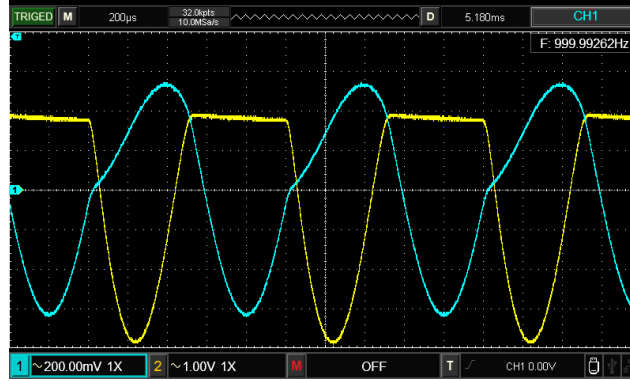 TRIGED M 200μs 32.0kpts D 5.180ms CH1
10.0MSa/s
T
F: 999.99262Hz
1
1 ~200.00mV 1X 2 ~1.00V 1X M OFF T CH1 0.00V